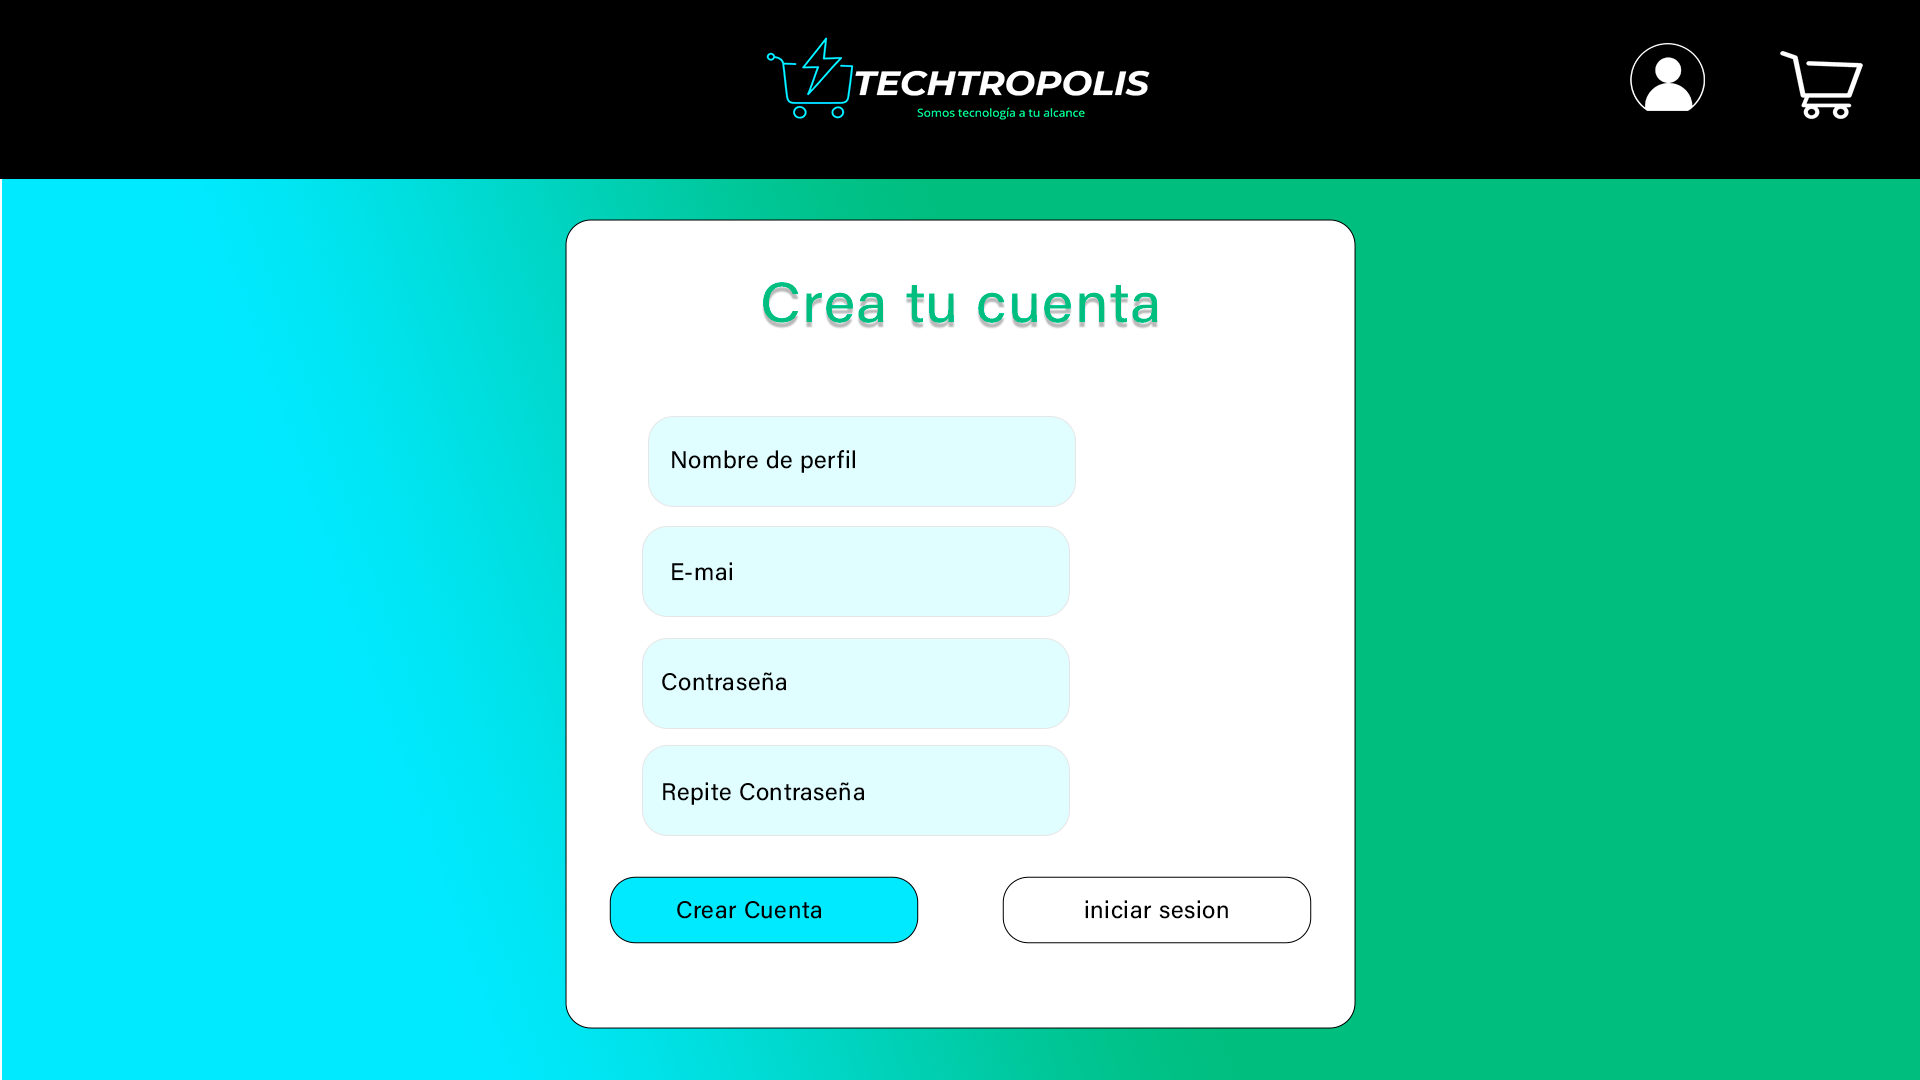 TECHTROPOLIS
Somos tecnología a tu alcance
Crea tu cuenta
Nombre de perfil
E-mai
Contraseña
Repite Contraseña
Crear Cuenta
iniciar sesion